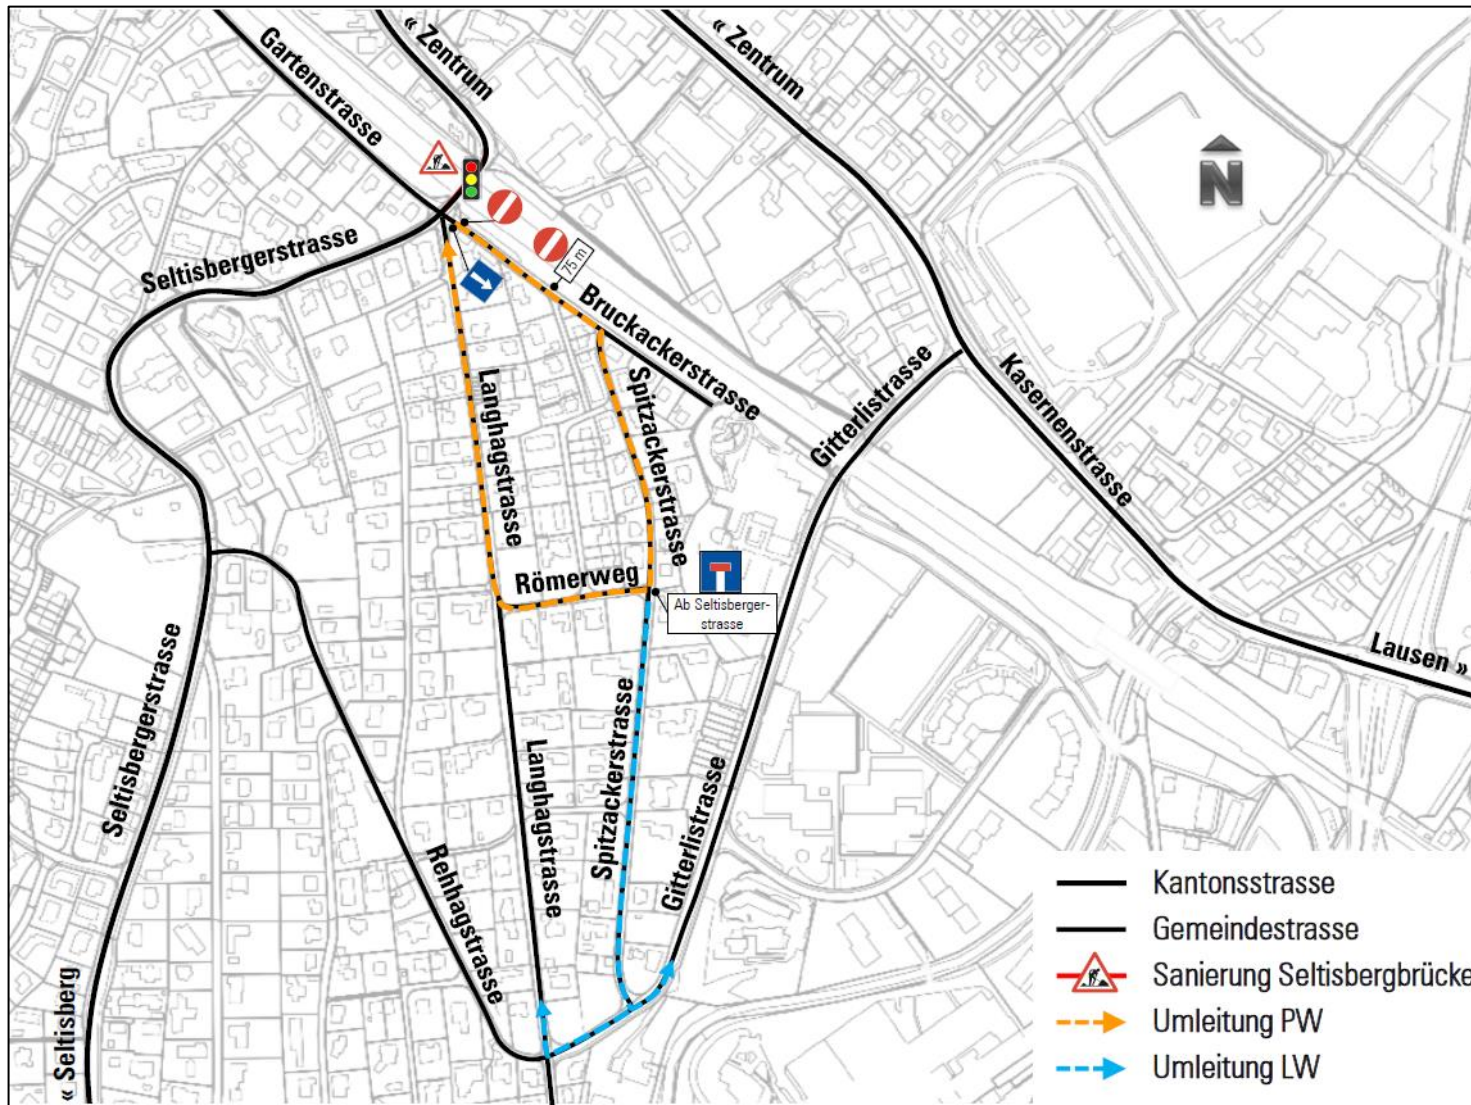 « Zentrum
« Zentrum
Gartenstrasse
N
Seltisbergerstrasse
75 m
Bruckackerstrasse
Gitterlistrasse
Kasernenstrasse
Langhagstrasse
Spitzackerstrasse
Römerweg
Ab Seltisberger-
strasse
Lausen »
Seltisbergerstrasse
Rehhagstrasse
Langhagstrasse
Spitzackerstrasse
Gitterlistrasse
« Seltisberg
Kantonsstrasse
Gemeindestrasse
Sanierung Seltisbergbrücke
Umleitung PW
Umleitung LW